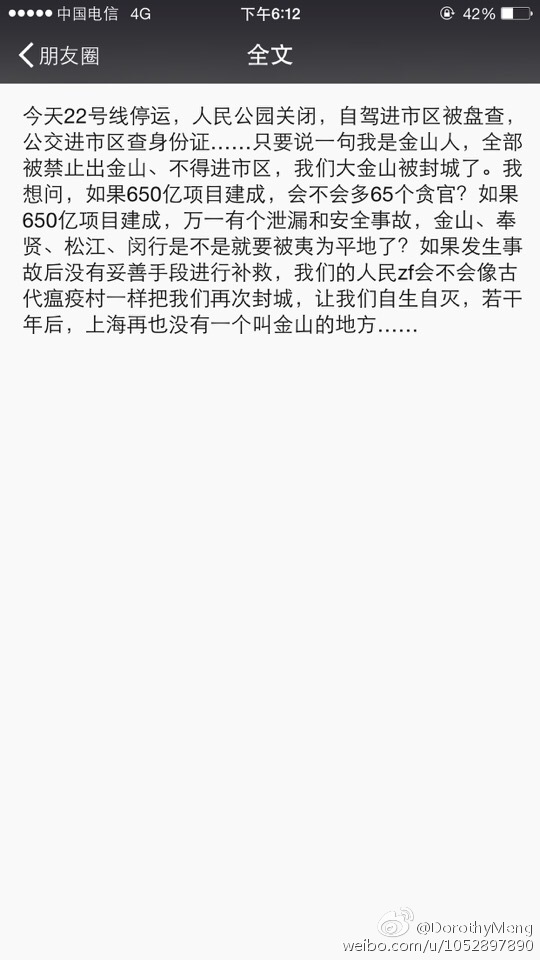 ●●●●● 中国电信 4G 下午6:12 42%
朋友圈 全文
今天22号线停运，人民公园关闭，自驾进市区被盘查，
公交进市区查身份证……只要说一句我是金山人，全部
被禁止出金山、不得进市区，我们大金山被封城了。我
想问，如果650亿项目建成，会不会多65个贪官？如果
650亿项目建成，万一有个泄漏和安全事故，金山、奉
贤、松江、闵行是不是就要被夷为平地了？如果发生事
故后没有妥善手段进行补救，我们的人民zf会不会像古
代瘟疫村一样把我们再次封城，让我们自生自灭，若干
年后，上海再也没有一个叫金山的地方……
@DorothyMeng
weibo.com/u/1052897890